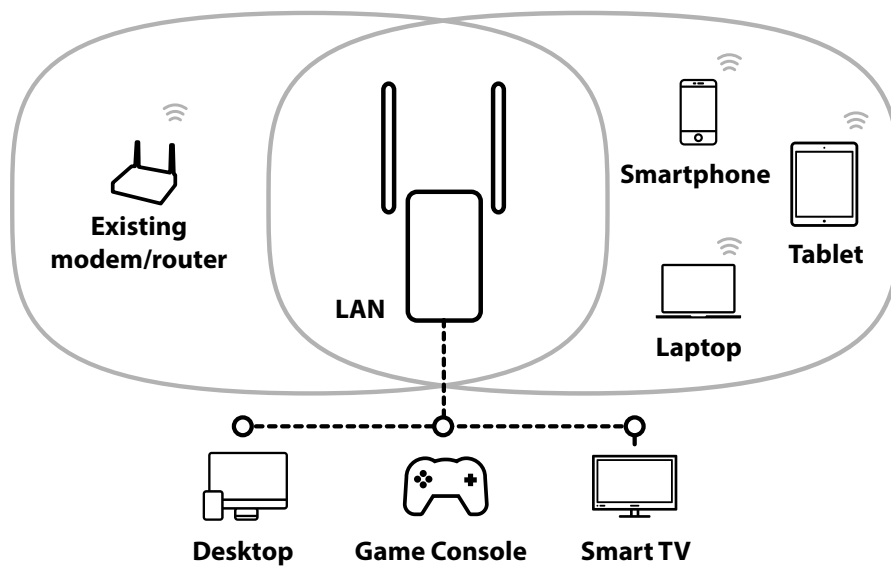 Existing
modem/router
LAN
Smartphone
Tablet
Laptop
Desktop
Game Console
Smart TV